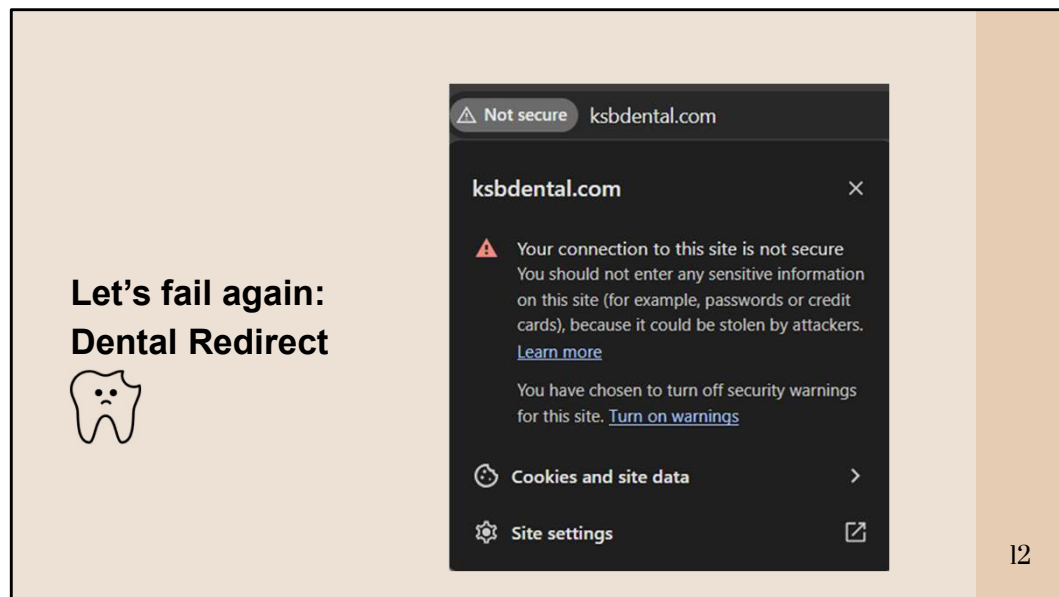 Let’s fail again:
Dental Redirect
Not secure ksbdental.com
ksbdental.com
Your connection to this site is not secure
You should not enter any sensitive information
on this site (for example, passwords or credit
cards), because it could be stolen by attackers.
Learn more
You have chosen to turn off security warnings
for this site. Turn on warnings
Cookies and site data
Site settings
12